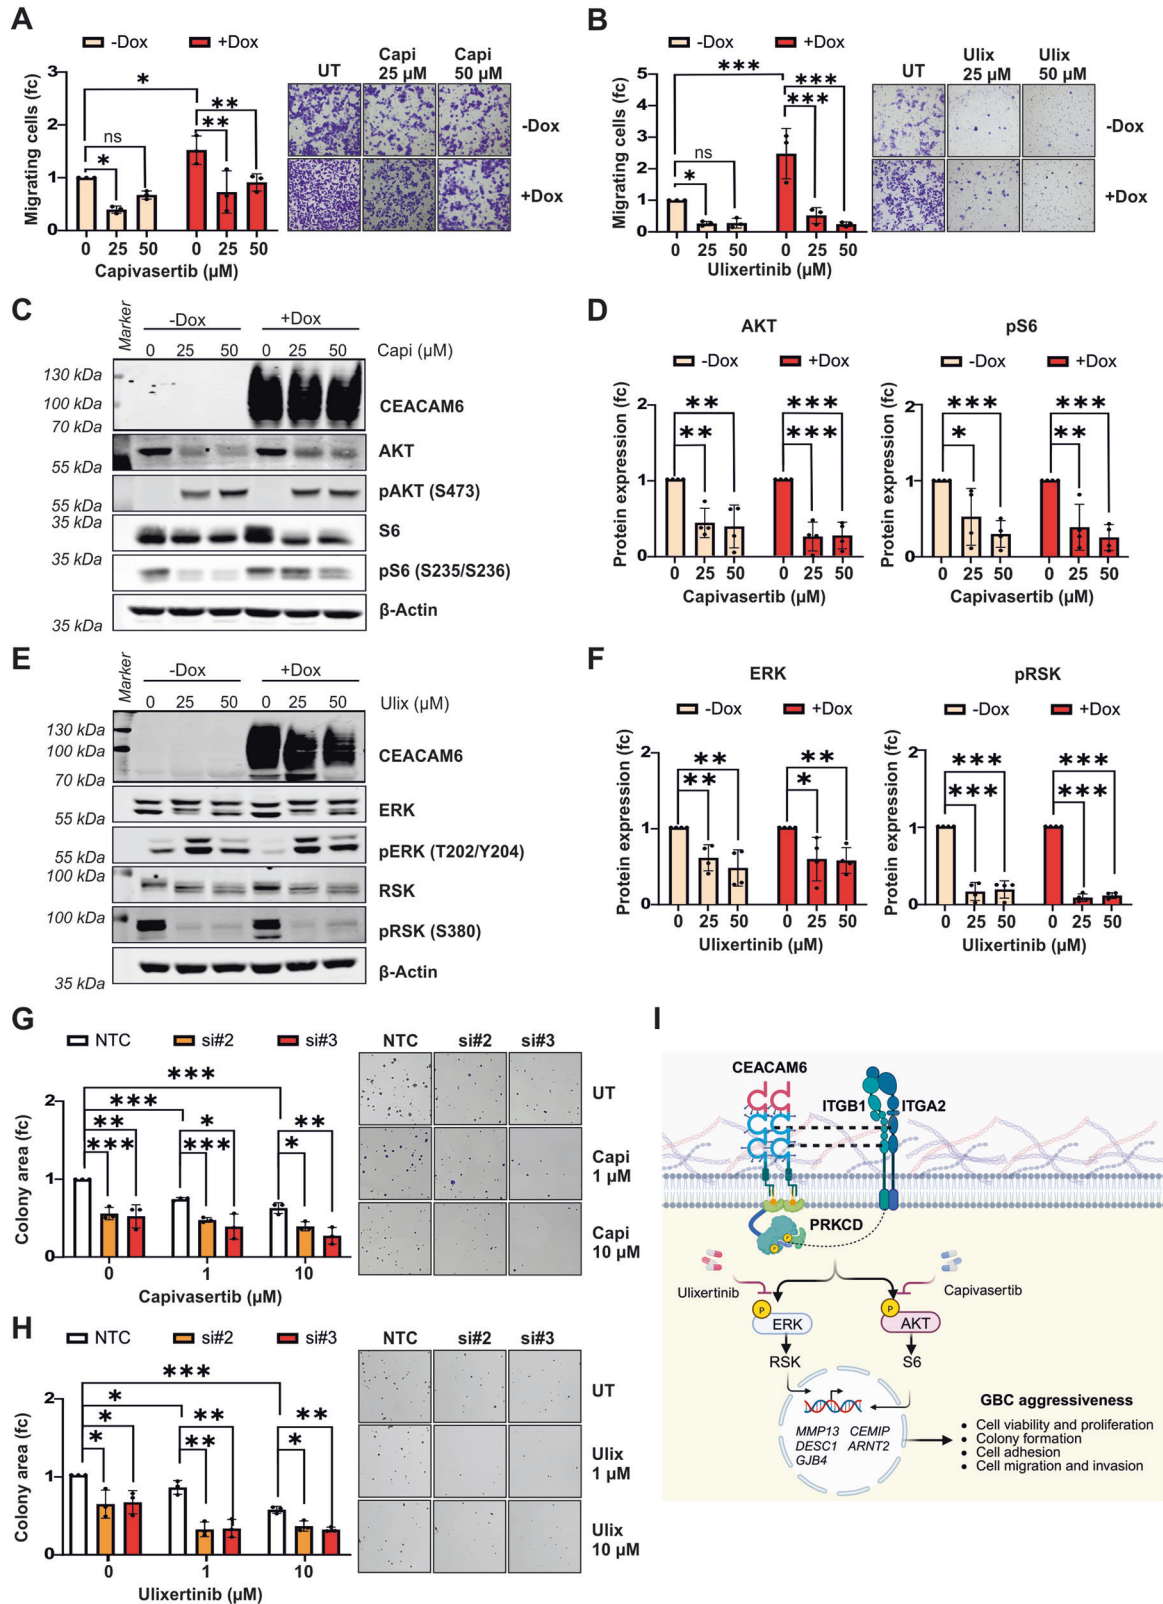 A
-Dox +Dox
Capi Capi
UT 25 µM 50 µM
3
2
1
0
Migrating cells (fc)
*
ns ** **
*
-Dox
+Dox
0 25 50 0 25 50
Capivasertib (µM)
B
-Dox +Dox
Ulix Ulix
UT 25 µM 50 µM
5
4
3
2
1
0
Migrating cells (fc)
*** ***
***
ns
*
-Dox
+Dox
0 25 50 0 25 50
Ulixertinib (µM)
C
Marker -Dox +Dox
0 25 50 0 25 50 Capi (µM)
130 kDa
100 kDa CEACAM6
70 kDa
AKT
55 kDa
pAKT (S473)
55 kDa
35 kDa
S6
35 kDa
pS6 (S235/S236)
β-Actin
35 kDa
D
AKT pS6
-Dox +Dox -Dox +Dox
2
1
0
Protein expression (fc)
** ***
** ***
0 25 50 0 25 50
Capivasertib (µM)
2
1
0
Protein expression (fc)
*** ***
* **
0 25 50 0 25 50
Capivasertib (µM)
E
Marker -Dox +Dox
0 25 50 0 25 50 Ulix (µM)
130 kDa
100 kDa CEACAM6
70 kDa
ERK
55 kDa
pERK (T202/Y204)
55 kDa
100 kDa
RSK
100 kDa
pRSK (S380)
β-Actin
35 kDa
F
ERK pRSK
-Dox +Dox -Dox +Dox
2
1
0
Protein expression (fc)
** **
** *
0 25 50 0 25 50
Ulixertinib (µM)
2
1
0
Protein expression (fc)
*** ***
*** ***
0 25 50 0 25 50
Ulixertinib (µM)
G
NTC si#2 si#3
NTC si#2 si#3
2
1
0
Colony area (fc)
***
***
** * **
*** *** *
UT
Capi
1 µM
Capi
10 µM
0 1 10
Capivasertib (µM)
H
NTC si#2 si#3
NTC si#2 si#3
2
1
0
Colony area (fc)
***
*
* ** **
* ** *
UT
Ulix
1 µM
Ulix
10 µM
0 1 10
Ulixertinib (µM)
I
CEACAM6
ITGB1 ITGA2
PRKCD
P
P
Ulixertinib Capivasertib
P P
ERK AKT
RSK S6
MMP13 CEMIP
DESC1 ARNT2
GJB4
GBC aggressiveness
• Cell viability and proliferation
• Colony formation
• Cell adhesion
• Cell migration and invasion